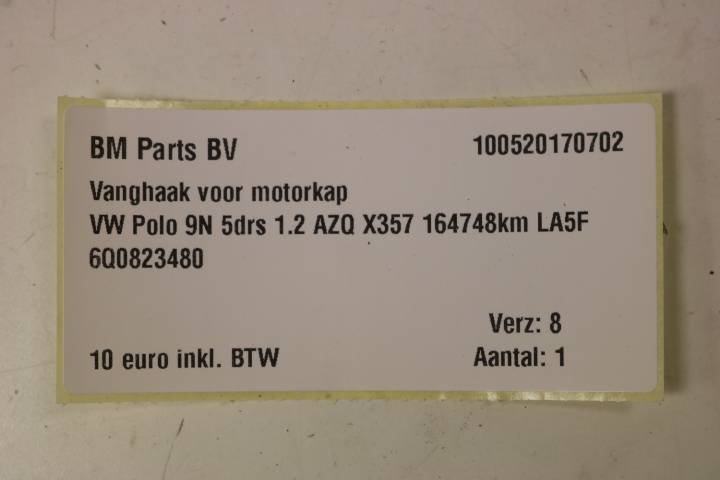 BM Parts BV 100520170702
Vanghaak voor motorkap
VW Polo 9N 5drs 1.2 AZQ X357 164748km LA5F
6Q0823480
Verz: 8
10 euro inkl. BTW Aantal: 1